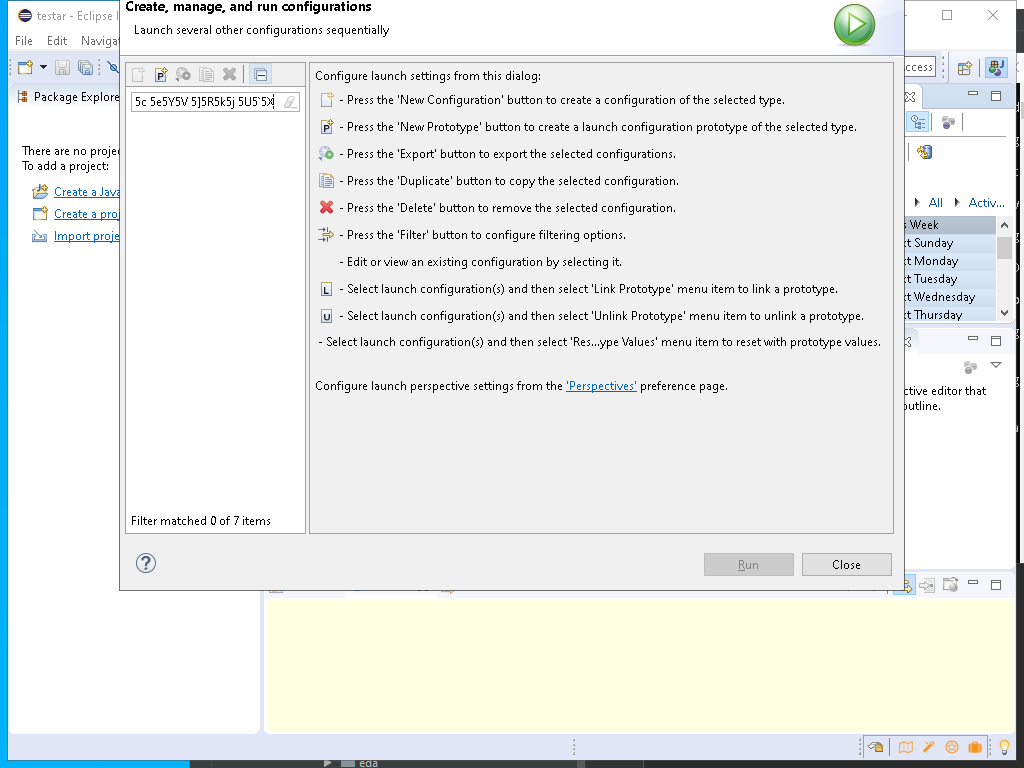 Create, manage, and run configurations
testar - Eclipse I
Launch several other configurations sequentially
File Edit Naviga
Package Explore
5c 5e5Y5V 5]5R5k5j 5U5`5X
Configure launch settings from this dialog:
- Press the 'New Configuration' button to create a configuration of the selected type.
- Press the 'New Prototype' button to create a launch configuration prototype of the selected type.
- Press the 'Export' button to export the selected configurations.
- Press the 'Duplicate' button to copy the selected configuration.
- Press the 'Delete' button to remove the selected configuration.
- Press the 'Filter' button to configure filtering options.
- Edit or view an existing configuration by selecting it.
- Select launch configuration(s) and then select 'Link Prototype' menu item to link a prototype.
- Select launch configuration(s) and then select 'Unlink Prototype' menu item to unlink a prototype.
- Select launch configuration(s) and then select 'Res...ype Values' menu item to reset with prototype values.
Configure launch perspective settings from the 'Perspectives' preference page.
There are no projec
To add a project:
Create a Java
Create a proj
Import proje
Filter matched 0 of 7 items
Run
Close
ccess
All Activ...
s Week
xt Sunday
xt Monday
xt Tuesday
xt Wednesday
xt Thursday
ctive editor that
outline.
eda